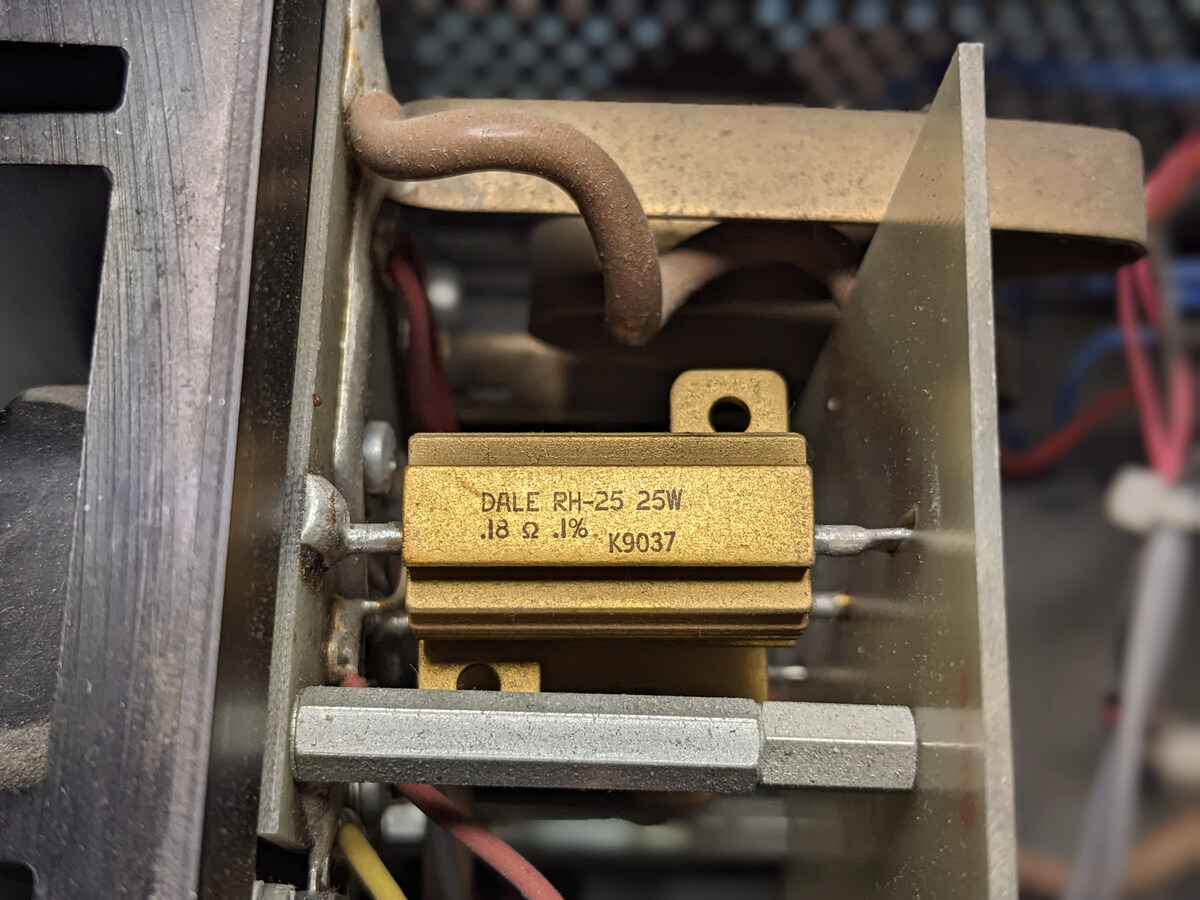 DALE RH-25 25W
.18 Ω .1% K9037